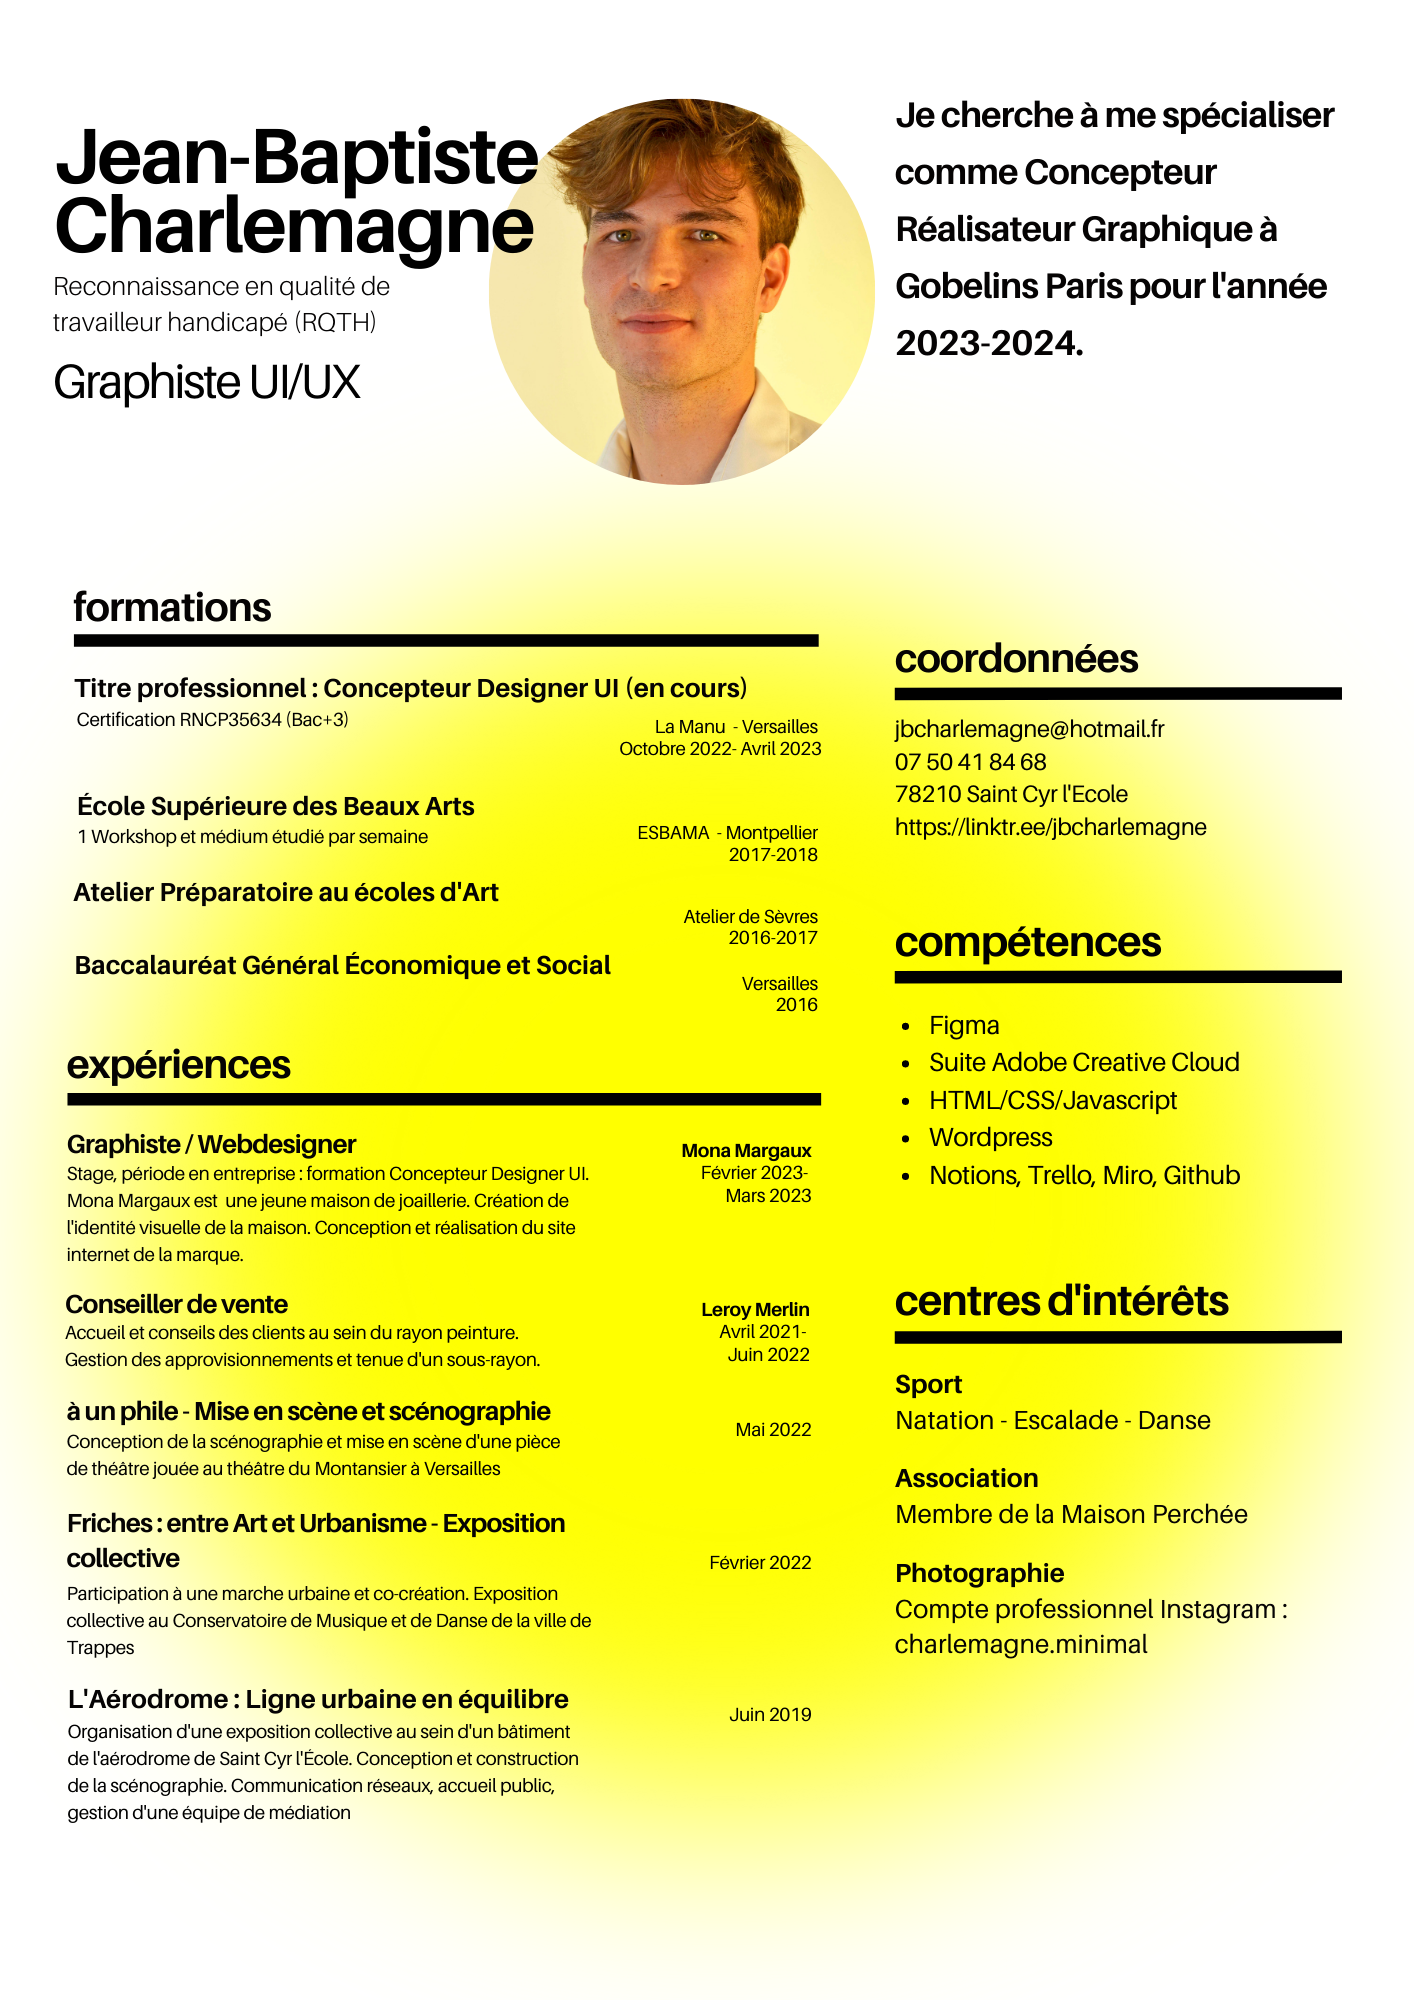 Jean-Baptiste
Charlemagne
Reconnaissance en qualité de
travailleur handicapé (RQTH)
Graphiste UI/UX
Je cherche à me spécialiser
comme Concepteur
Réalisateur Graphique à
Gobelins Paris pour l'année
2023-2024.
formations
Titre professionnel : Concepteur Designer UI (en cours)
Certification RNCP35634 (Bac+3)
La Manu - Versailles
Octobre 2022- Avril 2023
École Supérieure des Beaux Arts
1 Workshop et médium étudié par semaine
ESBAMA - Montpellier
2017-2018
Atelier Préparatoire au écoles d'Art
Atelier de Sèvres
2016-2017
Baccalauréat Général Économique et Social
Versailles
2016
expériences
Graphiste / Webdesigner
Stage, période en entreprise : formation Concepteur Designer UI.
Mona Margaux est une jeune maison de joaillerie. Création de
l'identité visuelle de la maison. Conception et réalisation du site
internet de la marque.
Mona Margaux
Février 2023-
Mars 2023
Conseiller de vente
Accueil et conseils des clients au sein du rayon peinture.
Gestion des approvisionnements et tenue d'un sous-rayon.
Leroy Merlin
Avril 2021-
Juin 2022
à un phile - Mise en scène et scénographie
Conception de la scénographie et mise en scène d'une pièce
de théâtre jouée au théâtre du Montansier à Versailles
Mai 2022
Friches : entre Art et Urbanisme - Exposition
collective
Participation à une marche urbaine et co-création. Exposition
collective au Conservatoire de Musique et de Danse de la ville de
Trappes
Février 2022
L'Aérodrome : Ligne urbaine en équilibre
Organisation d'une exposition collective au sein d'un bâtiment
de l'aérodrome de Saint Cyr l'École. Conception et construction
de la scénographie. Communication réseaux, accueil public,
gestion d'une équipe de médiation
Juin 2019
coordonnées
jbcharlemagne@hotmail.fr
07 50 41 84 68
78210 Saint Cyr l'Ecole
https://linktr.ee/jbcharlemagne
compétences
• Figma
• Suite Adobe Creative Cloud
• HTML/CSS/Javascript
• Wordpress
• Notions, Trello, Miro, Github
centres d'intérêts
Sport
Natation - Escalade - Danse
Association
Membre de la Maison Perchée
Photographie
Compte professionnel Instagram :
charlemagne.minimal